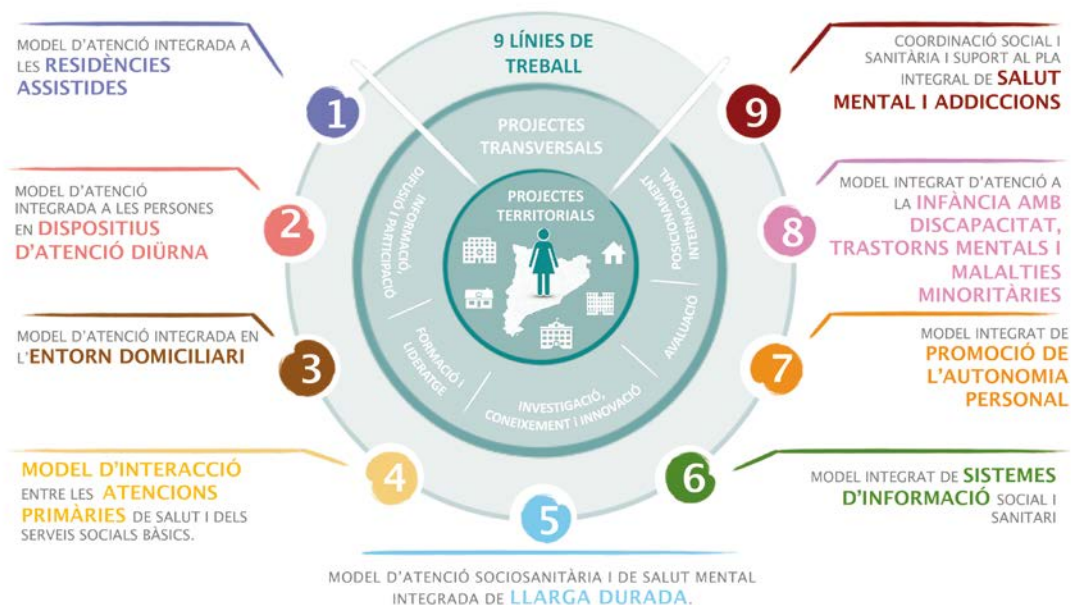 9 LÍNIES DE
TREBALL
PROJECTES
TRANSVERSALS
INFORMACIÓ,
DIFUSIÓ I PARTICIPACIÓ
FORMACIÓ I
LIDERATGE
INVESTIGACIÓ,
CONEIXEMENT I INNOVACIÓ
AVALUACIÓ
POSICIONAMENT
INTERNACIONAL
PROJECTES
TERRITORIALS
1
MODEL D'ATENCIÓ INTEGRADA A
LES RESIDÈNCIES
ASSISTIDES
2
MODEL D'ATENCIÓ
INTEGRADA A LES PERSONES
EN DISPOSITIUS
D'ATENCIÓ DIÜRNA
3
MODEL D'ATENCIÓ INTEGRADA EN
L'ENTORN DOMICILIARI
4
MODEL D'INTERACCIÓ
ENTRE LES ATENCIONS
PRIMÀRIES DE SALUT I DELS
SERVEIS SOCIALS BÀSICS.
5
MODEL D'ATENCIÓ SOCIOSANITÀRIA I DE SALUT MENTAL
INTEGRADA DE LLARGA DURADA.
6
MODEL INTEGRAT DE SISTEMES
D'INFORMACIÓ SOCIAL I
SANITARI
7
MODEL INTEGRAT DE
PROMOCIÓ DE
L'AUTONOMIA
PERSONAL
8
MODEL INTEGRAT D'ATENCIÓ A
LA INFÀNCIA AMB
DISCAPACITAT,
TRASTORNS MENTALS I
MALALTIES
MINORITÀRIES
9
COORDINACIÓ SOCIAL I
SANITÀRIA I SUPORT AL PLA
INTEGRAL DE SALUT
MENTAL I ADDICCIONS